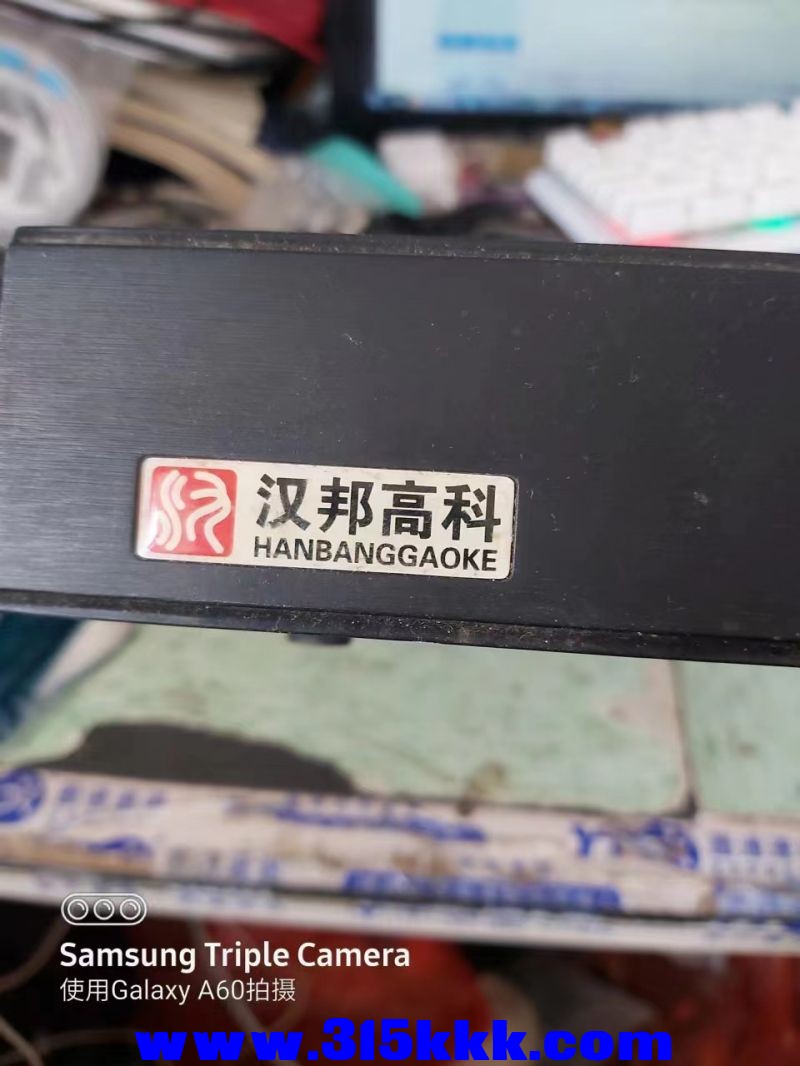 汉邦高科
HANBANGGAOKE
Samsung Triple Camera
使用Galaxy A60拍摄
www.315kkk.com